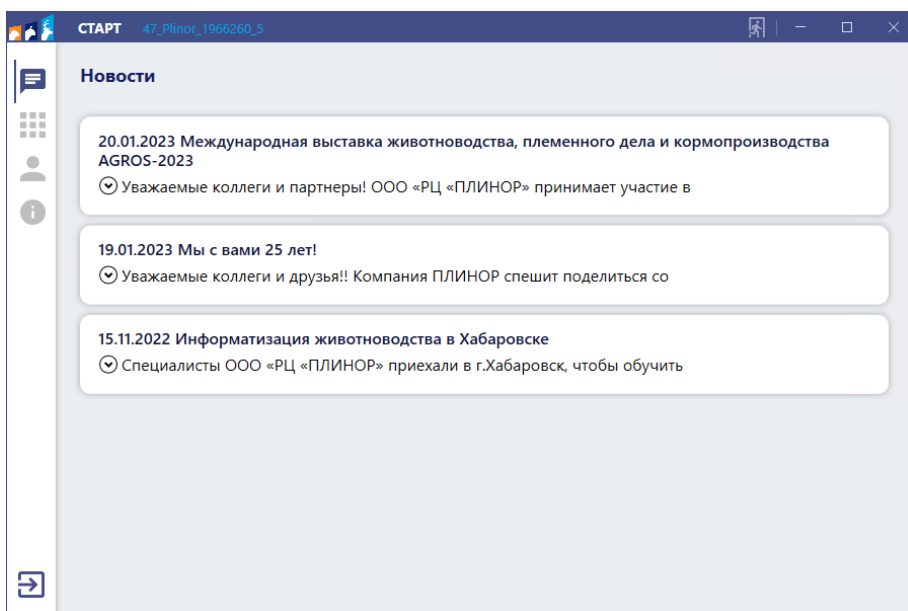 СТАРТ 47_Plinor_1966260_5
Новости
20.01.2023 Международная выставка животноводства, племенного дела и кормопроизводства
AGROS-2023
Уважаемые коллеги и партнеры! ООО «РЦ «ПЛИНОР» принимает участие в
19.01.2023 Мы с вами 25 лет!
Уважаемые коллеги и друзья!! Компания ПЛИНОР спешит поделиться со
15.11.2022 Информатизация животноводства в Хабаровске
Специалисты ООО «РЦ «ПЛИНОР» приехали в г.Хабаровск, чтобы обучить